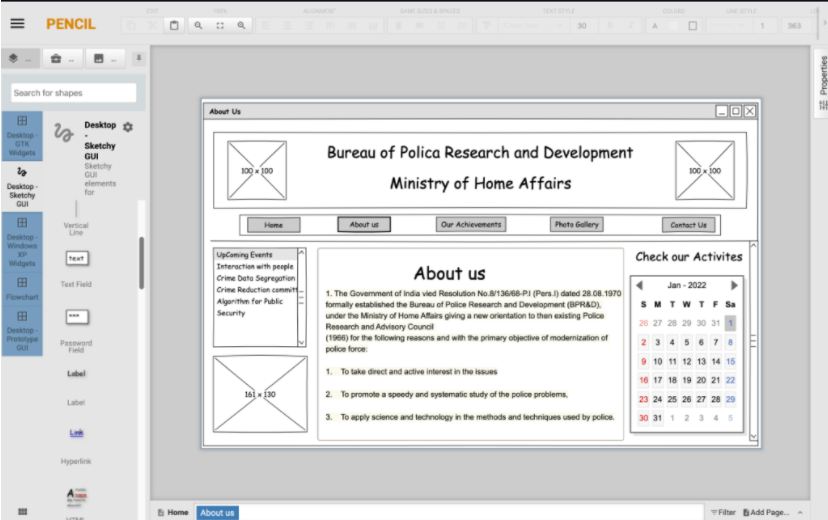 EDIT
VIEW
ALIGNMENT
SAME SIZES & SPACES
TEXT STYLE
COLORS
LINE STYLE
PENCIL
30
A
1
363
Properties
Search for shapes
Desktop - GTK Widgets
Desktop - Sketchy GUI
Desktop - Windows XP Widgets
Flowchart
Desktop - Prototype GUI
Desktop
-
Sketchy
GUI
Sketchy
GUI
elements
for
Vertical
Line
text
Text Field
Password
Field
Label
Label
Link
Hyperlink
About Us
100 x 100
Bureau of Polica Research and Development
Ministry of Home Affairs
100 x 100
Home
About us
Our Achievements
Photo Gallery
Contact Us
UpComing Events
Interaction with people
Crime Data Segregation
Crime Reduction committ
Algorithm for Public
Security
161 x 130
About us
1. The Government of India vied Resolution No.8/136/68-P.I (Pers.I) dated 28.08.1970
formally established the Bureau of Police Research and Development (BPR&D),
under the Ministry of Home Affairs giving a new orientation to then existing Police
Research and Advisory Council
(1966) for the following reasons and with the primary objective of modernization of
police force:
1. To take direct and active interest in the issues
2. To promote a speedy and systematic study of the police problems,
3. To apply science and technology in the methods and techniques used by police.
Check our Activites
Jan - 2022
S M T W T F Sa
26 27 28 29 30 31 1
2 3 4 5 6 7 8
9 10 11 12 13 14 15
16 17 18 19 20 21 22
23 24 25 26 27 28 29
30 31 1 2 3 4 5
Home
About us
Filter
Add Page...